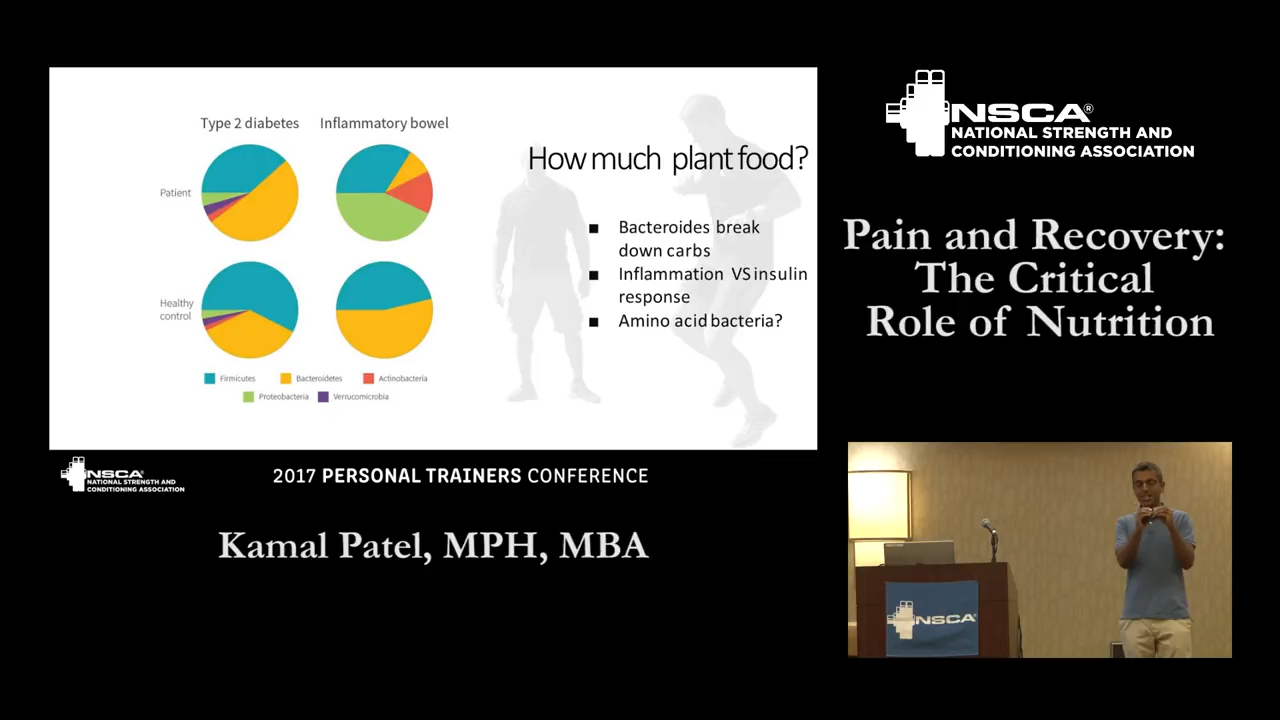 Type 2 diabetes
Inflammatory bowel
Patient
Healthy
control
Firmicutes
Bacteroidetes
Actinobacteria
Proteobacteria
Verrucomicrobia
How much plant food?
■ Bacteroides break
down carbs
■ Inflammation VS insulin
response
■ Amino acid bacteria?
NSCA®
NATIONAL STRENGTH AND
CONDITIONING ASSOCIATION
Pain and Recovery:
The Critical
Role of Nutrition
NSCA®
NATIONAL STRENGTH AND
CONDITIONING ASSOCIATION
2017 PERSONAL TRAINERS CONFERENCE
Kamal Patel, MPH, MBA
NSCA